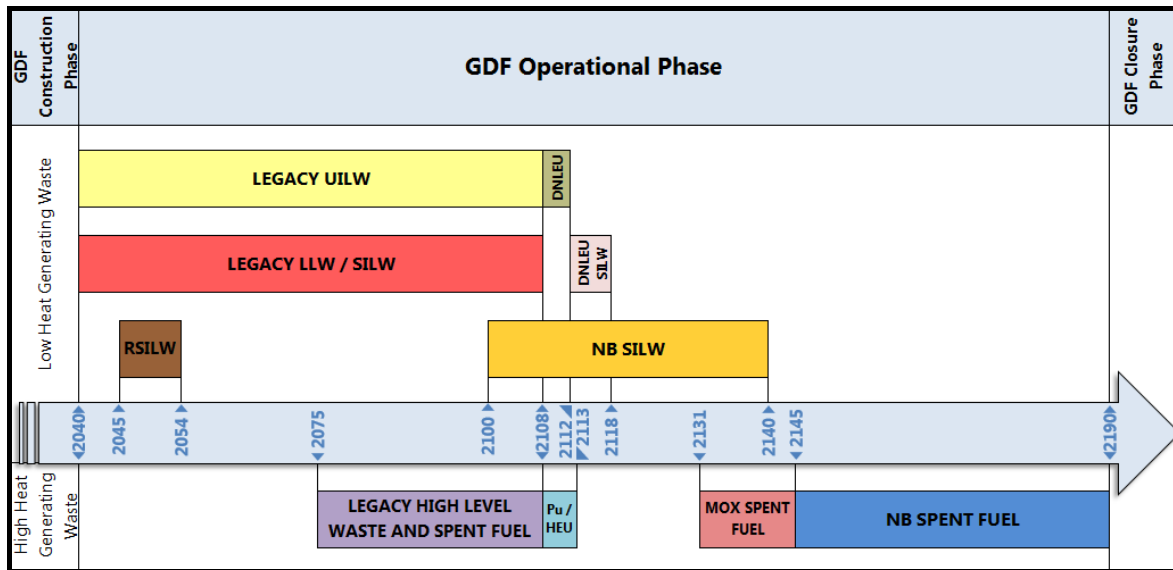 GDF
Construction
Phase
GDF Operational Phase
GDF Closure
Phase
Low Heat Generating Waste
LEGACY UILW
DNLEU
LEGACY LLW / SILW
DNLEU
SILW
RSILW
NB SILW
2040
2045
2054
2075
2100
2108
2112
2113
2118
2131
2140
2145
2190
High Heat
Generating
Waste
LEGACY HIGH LEVEL
WASTE AND SPENT FUEL
Pu /
HEU
MOX SPENT
FUEL
NB SPENT FUEL